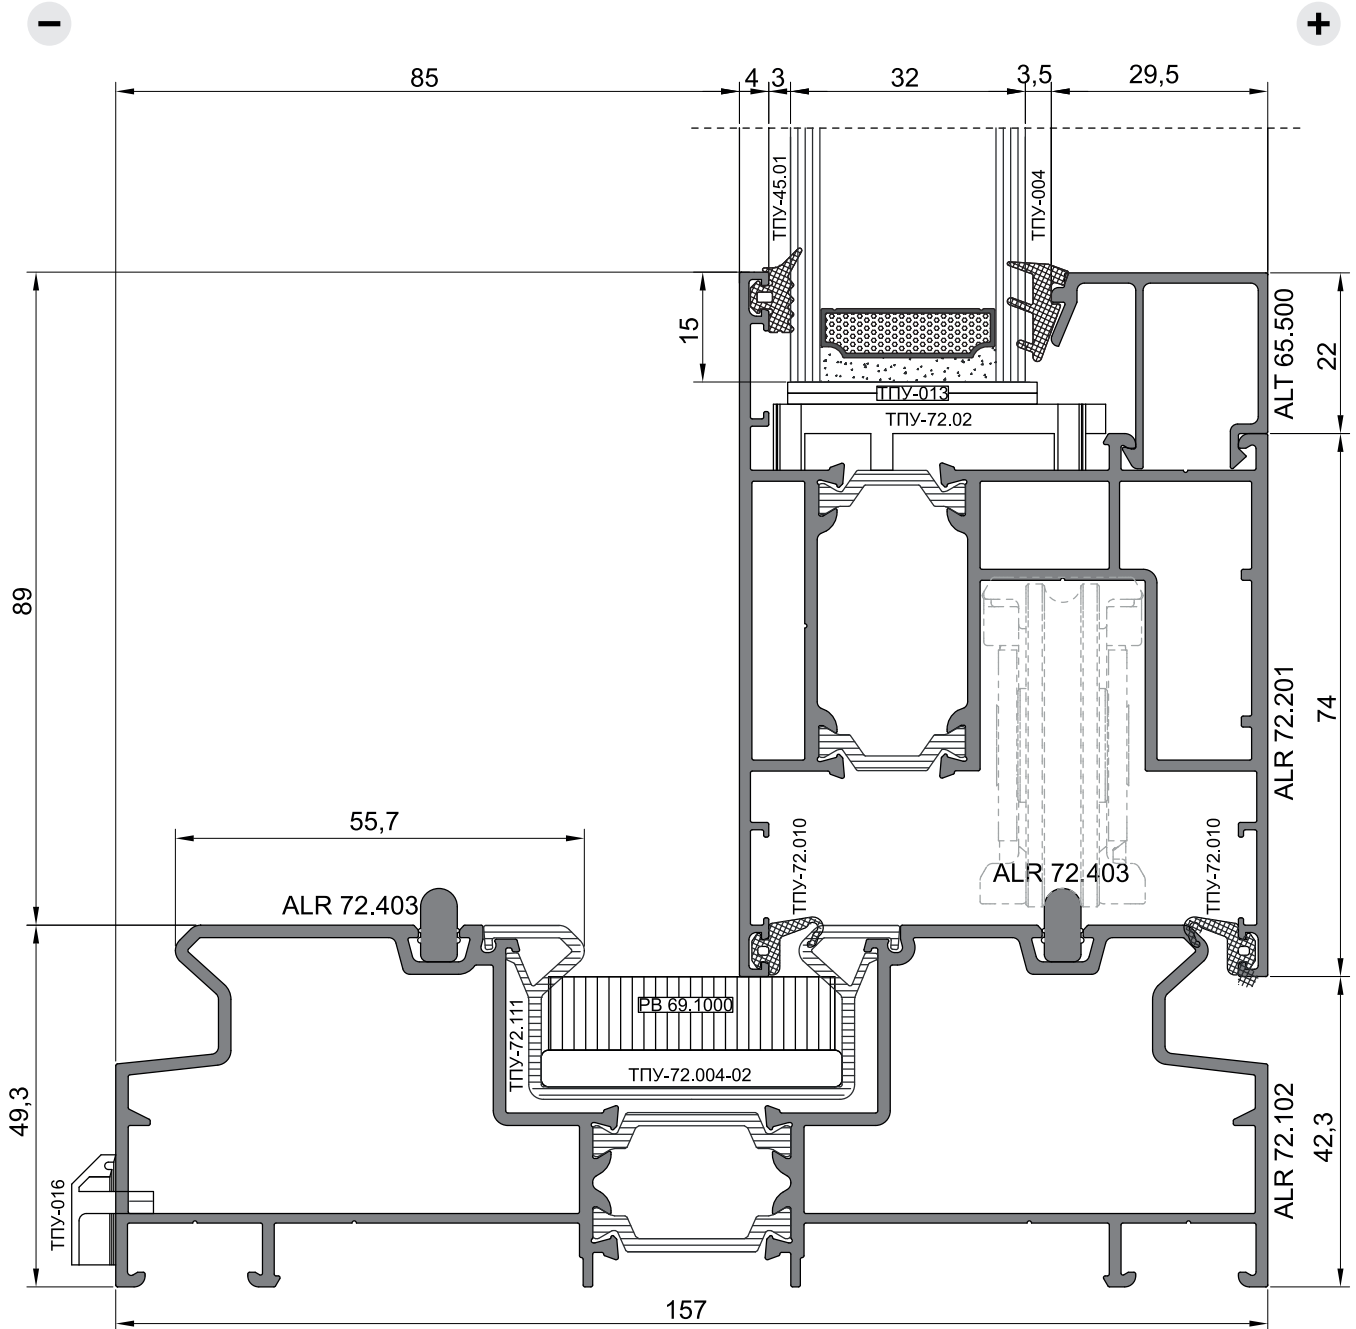 −
+
85
4
3
32
3,5
29,5
ТПУ-45.01
ТПУ-004
15
ALT 65.500
22
ТПУ-013
ТПУ-72.02
89
ALR 72.201
74
55,7
ТПУ-72.010
ТПУ-72.010
ALR 72.403
ALR 72.403
ТПУ-72.111
РВ 69.1000
ТПУ-72.004-02
49,3
ALR 72.102
42,3
ТПУ-016
157